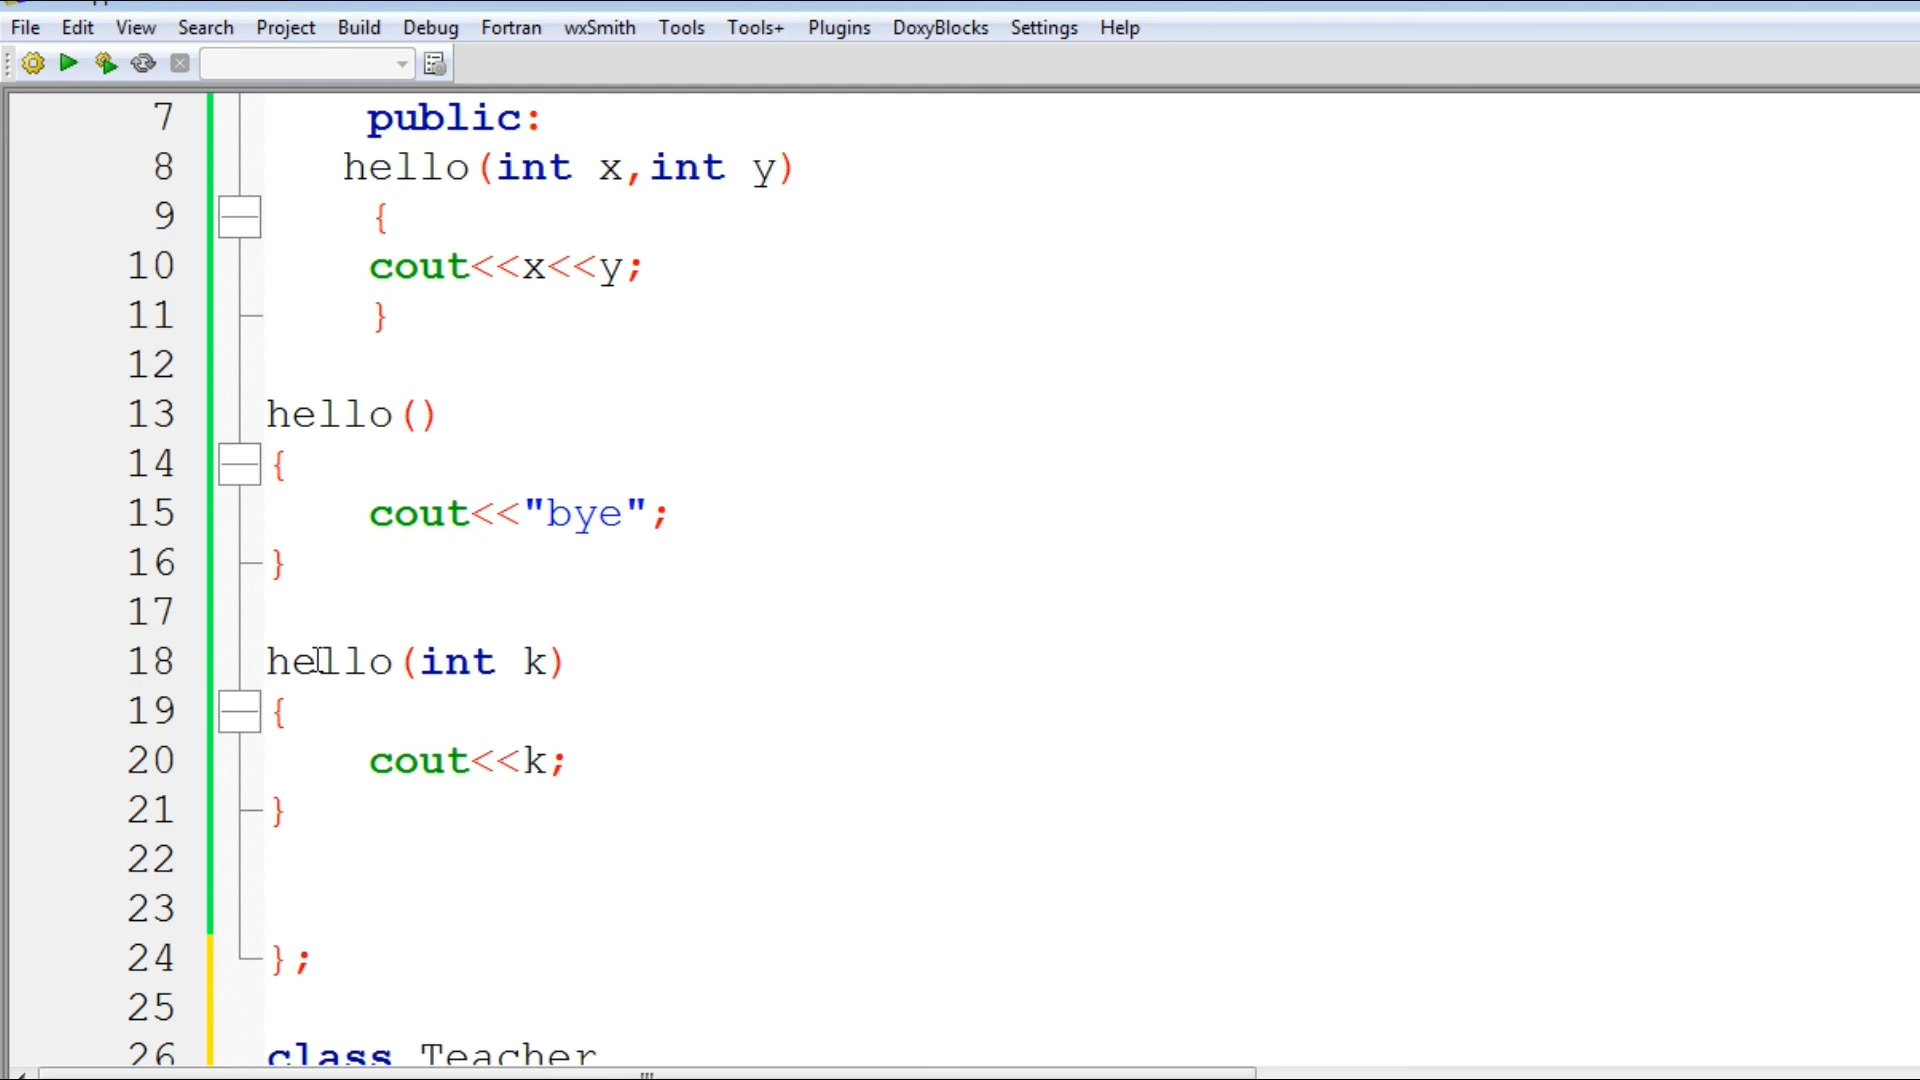 File Edit View Search Project Build Debug Fortran wxSmith Tools Tools+ Plugins DoxyBlocks Settings Help
7 public:
8 hello(int x,int y)
9 {
10 cout<<x<<y;
11 }
12
13 hello()
14 {
15 cout<<"bye";
16 }
17
18 hello(int k)
19 {
20 cout<<k;
21 }
22
23
24 };
25
26 class Teacher